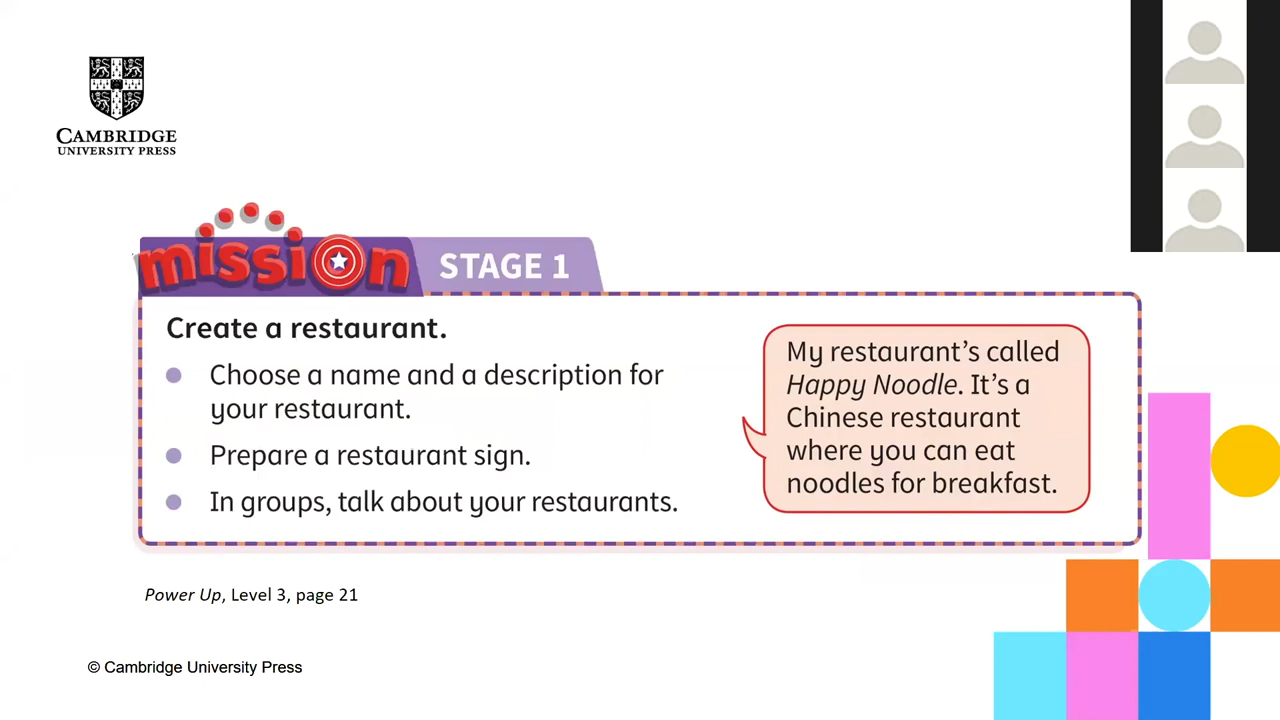 CAMBRIDGE
UNIVERSITY PRESS
mission
STAGE 1
Create a restaurant.
Choose a name and a description for
your restaurant.
Prepare a restaurant sign.
In groups, talk about your restaurants.
My restaurant's called
Happy Noodle. It's a
Chinese restaurant
where you can eat
noodles for breakfast.
Power Up, Level 3, page 21
© Cambridge University Press